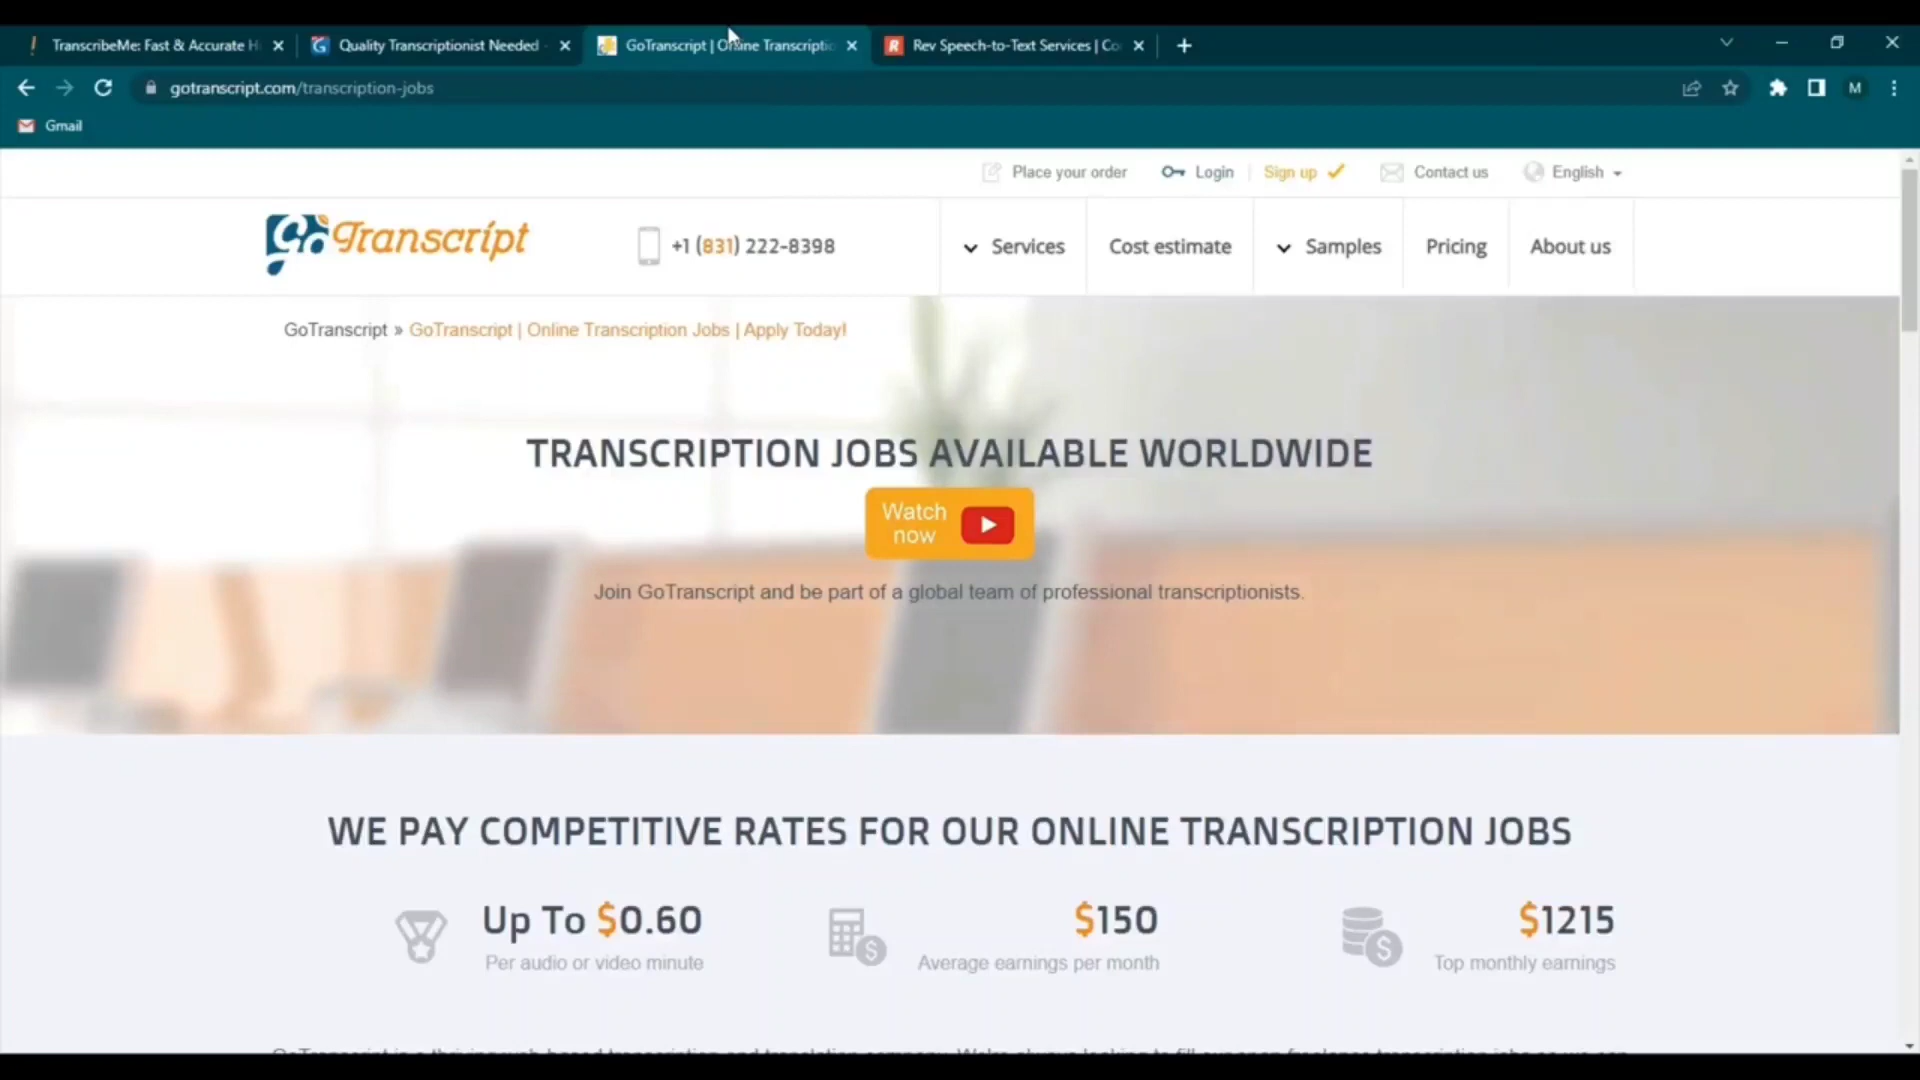 TranscribeMe: Fast & Accurate H
Quality Transcriptionist Needed -
GoTranscript | Online Transcriptio
Rev Speech-to-Text Services | Co
gotranscript.com/transcription-jobs
M
Gmail
Place your order
Login
Sign up
Contact us
English
GoTranscript
+1 (831) 222-8398
Services
Cost estimate
Samples
Pricing
About us
GoTranscript » GoTranscript | Online Transcription Jobs | Apply Today!
TRANSCRIPTION JOBS AVAILABLE WORLDWIDE
Watch
now
Join GoTranscript and be part of a global team of professional transcriptionists.
WE PAY COMPETITIVE RATES FOR OUR ONLINE TRANSCRIPTION JOBS
Up To $0.60
Per audio or video minute
$150
Average earnings per month
$1215
Top monthly earnings